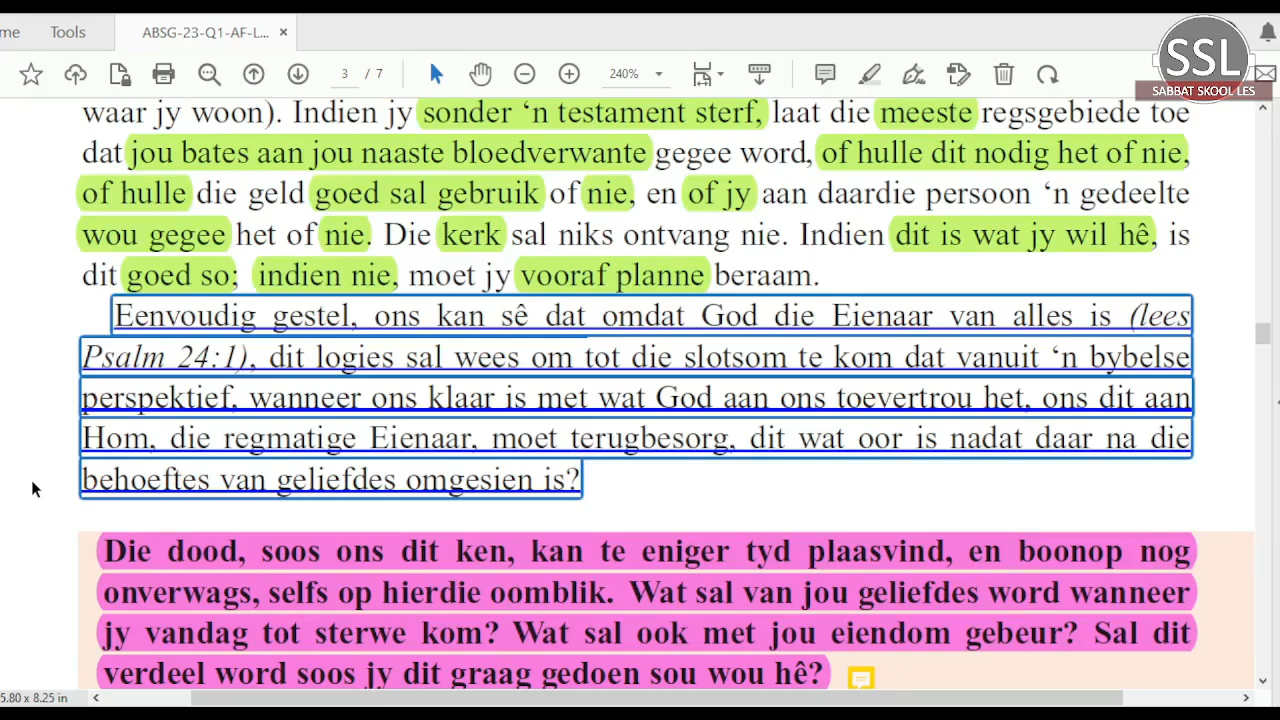 me Tools ABSG-23-Q1-AF-L... ×
SSL
SABBAT SKOOL LES
3 / 7 240%
waar jy woon). Indien jy sonder ‘n testament sterf, laat die meeste regsgebiede toe
dat jou bates aan jou naaste bloedverwante gegee word, of hulle dit nodig het of nie,
of hulle die geld goed sal gebruik of nie, en of jy aan daardie persoon ‘n gedeelte
wou gegee het of nie. Die kerk sal niks ontvang nie. Indien dit is wat jy wil hê, is
dit goed so; indien nie, moet jy vooraf planne beraam.
Eenvoudig gestel, ons kan sê dat omdat God die Eienaar van alles is (lees
Psalm 24:1), dit logies sal wees om tot die slotsom te kom dat vanuit ‘n bybelse
perspektief, wanneer ons klaar is met wat God aan ons toevertrou het, ons dit aan
Hom, die regmatige Eienaar, moet terugbesorg, dit wat oor is nadat daar na die
behoeftes van geliefdes omgesien is?
Die dood, soos ons dit ken, kan te eniger tyd plaasvind, en boonop nog
onverwags, selfs op hierdie oomblik. Wat sal van jou geliefdes word wanneer
jy vandag tot sterwe kom? Wat sal ook met jou eiendom gebeur? Sal dit
verdeel word soos jy dit graag gedoen sou wou hê?
5.80 x 8.25 in